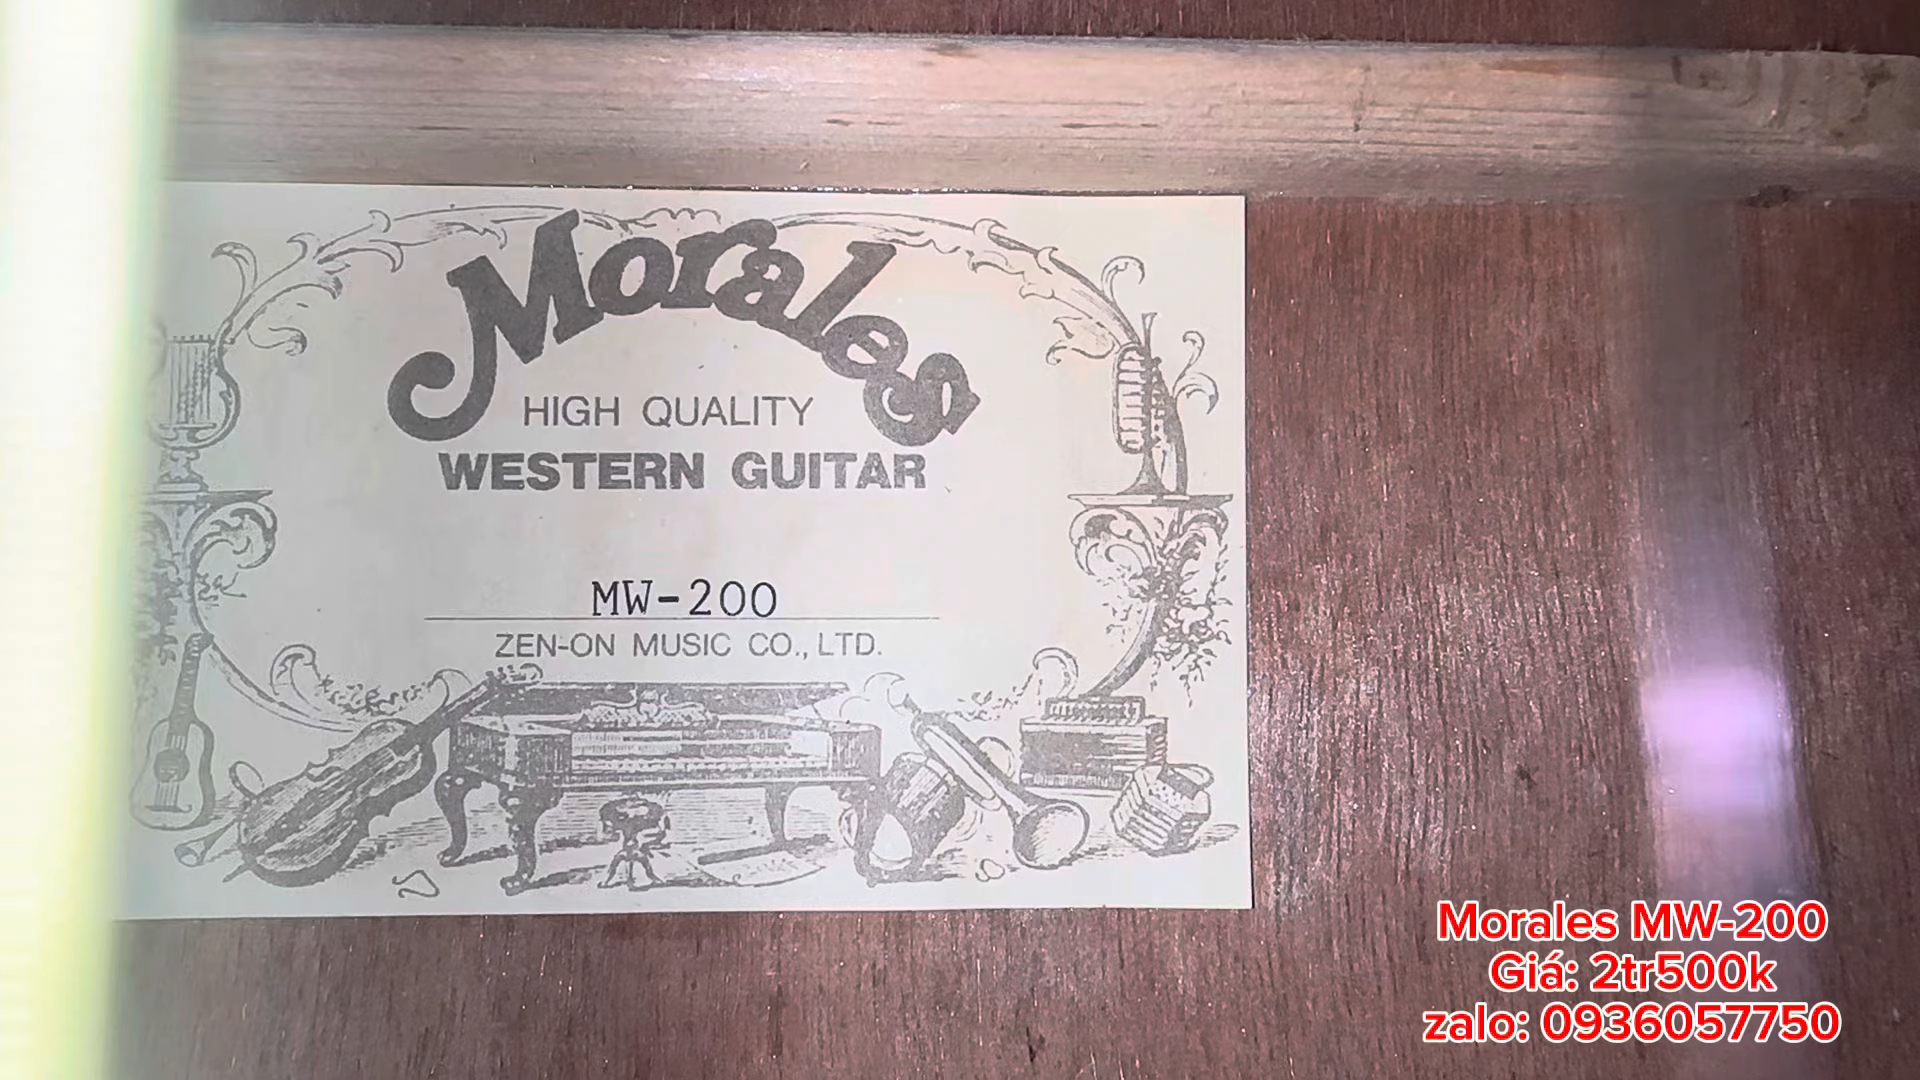 Morales
HIGH QUALITY
WESTERN GUITAR
MW-200
ZEN-ON MUSIC CO., LTD.
Morales MW-200
Giá: 2tr500k
zalo: 0936057750